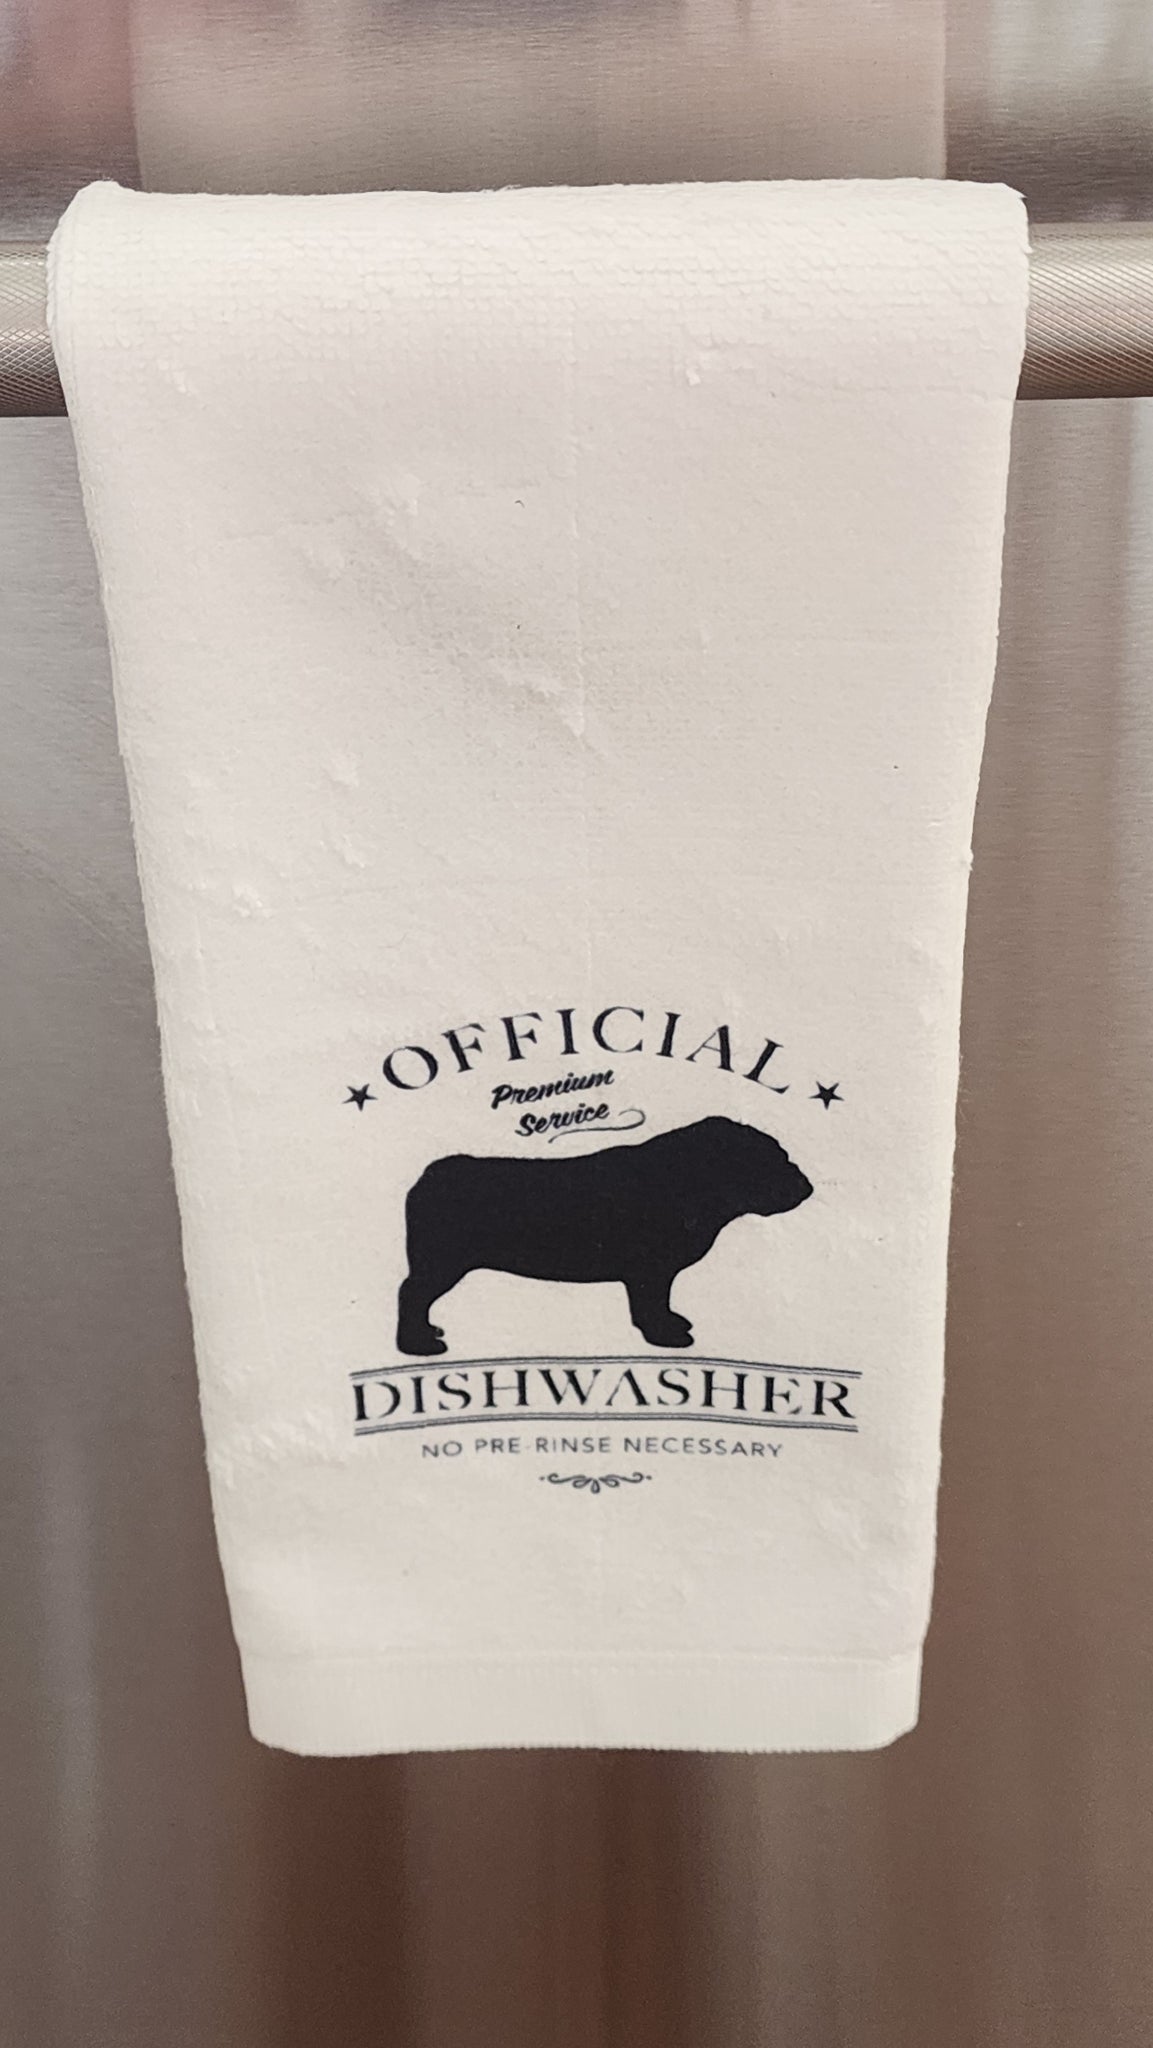 OFFICIAL
Premium
Service
DISHWASHER
NO PRE-RINSE NECESSARY